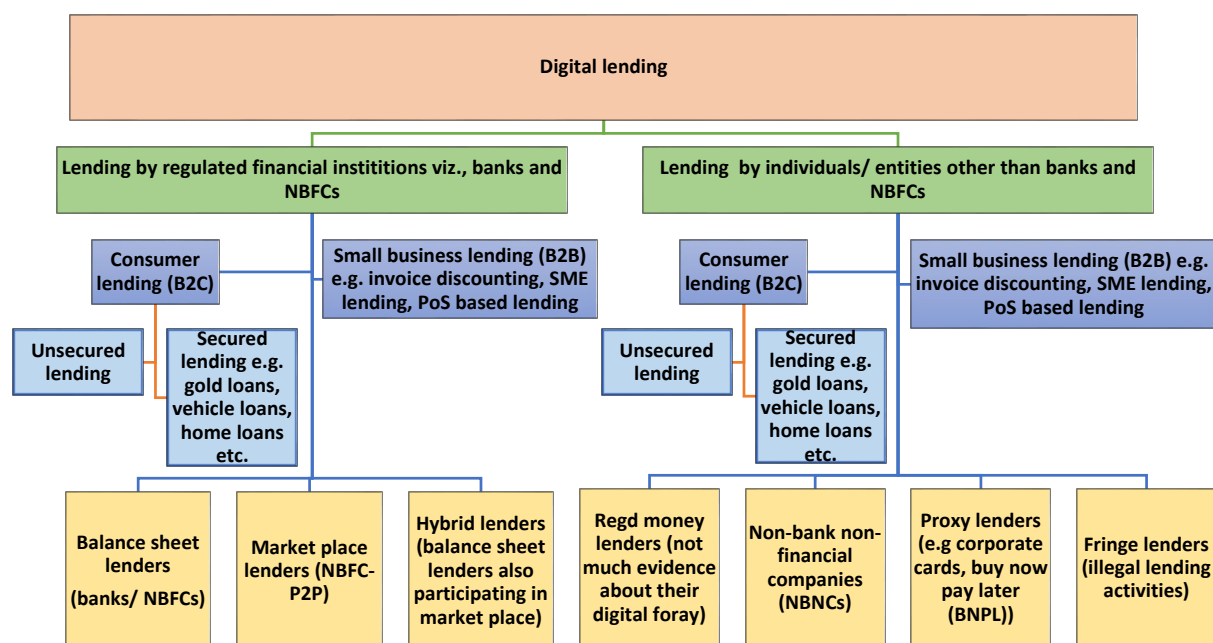 Digital lending
Lending by regulated financial instititions viz., banks and
NBFCs
Lending by individuals/ entities other than banks and
NBFCs
Consumer
lending (B2C)
Small business lending (B2B)
e.g. invoice discounting, SME
lending, PoS based lending
Consumer
lending (B2C)
Small business lending (B2B) e.g.
invoice discounting, SME lending,
PoS based lending
Unsecured
lending
Secured
lending e.g.
gold loans,
vehicle loans,
home loans
etc.
Unsecured
lending
Secured
lending e.g.
gold loans,
vehicle loans,
home loans
etc.
Balance sheet
lenders
(banks/ NBFCs)
Market place
lenders (NBFC-
P2P)
Hybrid lenders
(balance sheet
lenders also
participating in
market place)
Regd money
lenders (not
much evidence
about their
digital foray)
Non-bank non-
financial
companies
(NBNCs)
Proxy lenders
(e.g corporate
cards, buy now
pay later
(BNPL))
Fringe lenders
(illegal lending
activities)